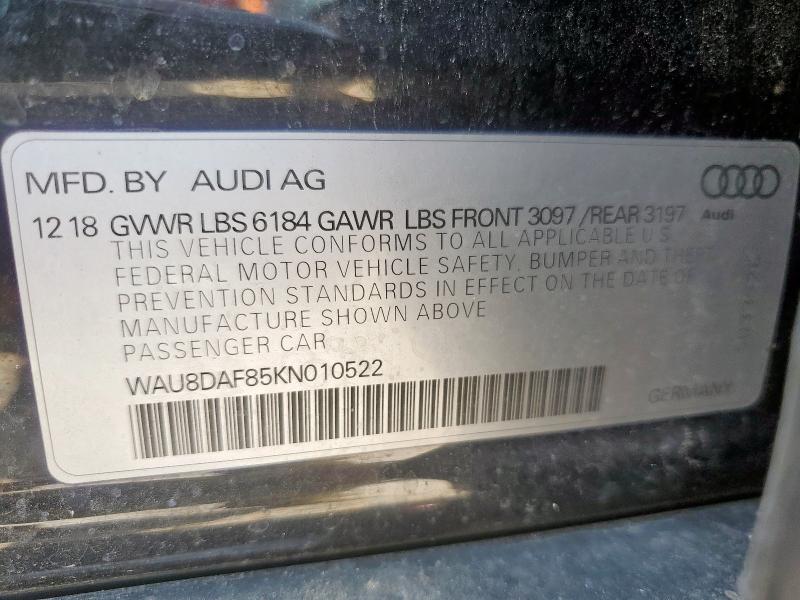 MFD. BY AUDI AG
Audi
12 18 GVWR LBS 6184 GAWR LBS FRONT 3097 / REAR 3197
THIS VEHICLE CONFORMS TO ALL APPLICABLE U S
FEDERAL MOTOR VEHICLE SAFETY, BUMPER AND THEFT
PREVENTION STANDARDS IN EFFECT ON THE DATE OF
MANUFACTURE SHOWN ABOVE
PASSENGER CAR
WAU8DAF85KN010522
GERMANY